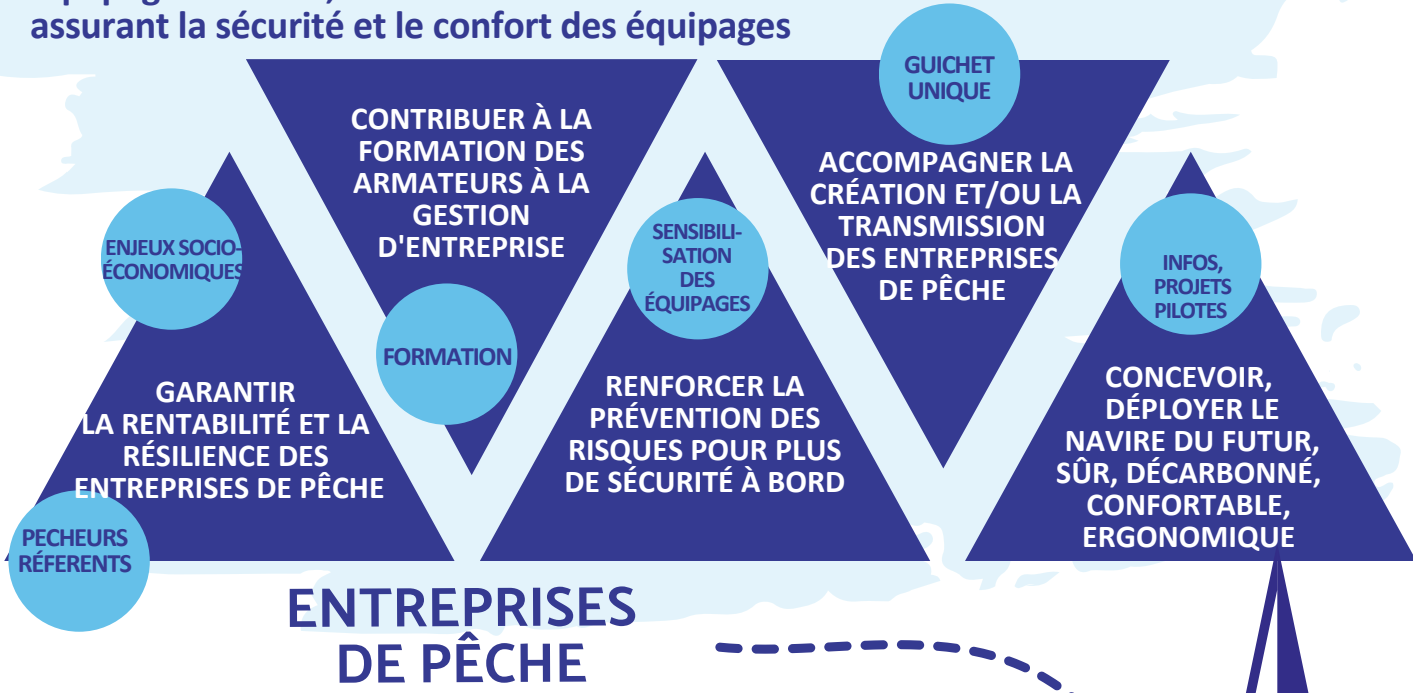 assurant la sécurité et le confort des équipages
ENJEUX SOCIO-
ÉCONOMIQUES
GARANTIR
LA RENTABILITÉ ET LA
RÉSILIENCE DES
ENTREPRISES DE PÊCHE
PECHEURS
RÉFERENTS
CONTRIBUER À LA
FORMATION DES
ARMATEURS À LA
GESTION
D'ENTREPRISE
FORMATION
SENSIBILI-
SATION
DES
ÉQUIPAGES
RENFORCER LA
PRÉVENTION DES
RISQUES POUR PLUS
DE SÉCURITÉ À BORD
GUICHET
UNIQUE
ACCOMPAGNER LA
CRÉATION ET/OU LA
TRANSMISSION
DES ENTREPRISES
DE PÊCHE
INFOS,
PROJETS
PILOTES
CONCEVOIR,
DÉPLOYER LE
NAVIRE DU FUTUR,
SÛR, DÉCARBONNÉ,
CONFORTABLE,
ERGONOMIQUE
ENTREPRISES
DE PÊCHE